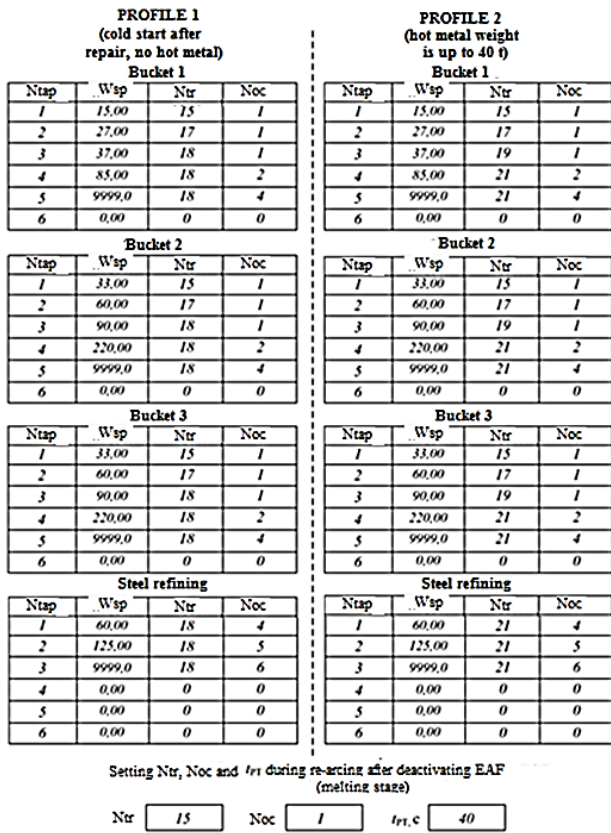 PROFILE 1
(cold start after
repair, no hot metal)
Bucket 1
Ntap Wsp Ntr Noc
1 15,00 15 1
2 27,00 17 1
3 37,00 18 1
4 85,00 18 2
5 9999,0 18 4
6 0,00 0 0
Bucket 2
Ntap Wsp Ntr Noc
1 33,00 15 1
2 60,00 17 1
3 90,00 18 1
4 220,00 18 2
5 9999,0 18 4
6 0,00 0 0
Bucket 3
Ntap Wsp Ntr Noc
1 33,00 15 1
2 60,00 17 1
3 90,00 18 1
4 220,00 18 2
5 9999,0 18 4
6 0,00 0 0
Steel refining
Ntap Wsp Ntr Noc
1 60,00 18 4
2 125,00 18 5
3 9999,0 18 6
4 0,00 0 0
5 0,00 0 0
6 0,00 0 0
PROFILE 2
(hot metal weight
is up to 40 t)
Bucket 1
Ntap Wsp Ntr Noc
1 15,00 15 1
2 27,00 17 1
3 37,00 19 1
4 85,00 21 2
5 9999,0 21 4
6 0,00 0 0
Bucket 2
Ntap Wsp Ntr Noc
1 33,00 15 1
2 60,00 17 1
3 90,00 19 1
4 220,00 21 2
5 9999,0 21 4
6 0,00 0 0
Bucket 3
Ntap Wsp Ntr Noc
1 33,00 15 1
2 60,00 17 1
3 90,00 19 1
4 220,00 21 2
5 9999,0 21 4
6 0,00 0 0
Steel refining
Ntap Wsp Ntr Noc
1 60,00 21 4
2 125,00 21 5
3 9999,0 21 6
4 0,00 0 0
5 0,00 0 0
6 0,00 0 0
Setting Ntr, Noc and tPT during re-arcing after deactivating EAF
(melting stage)
Ntr 15 Noc 1 tPT, c 40